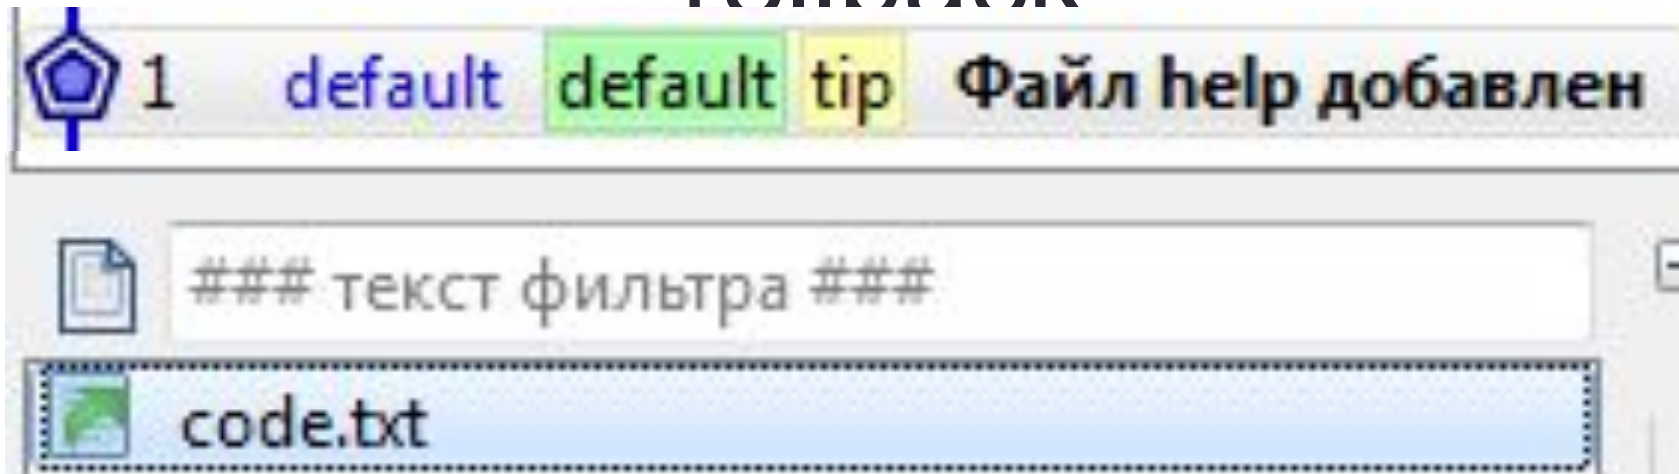 1 default default tip Файл help добавлен
### текст фильтра ###
code.txt